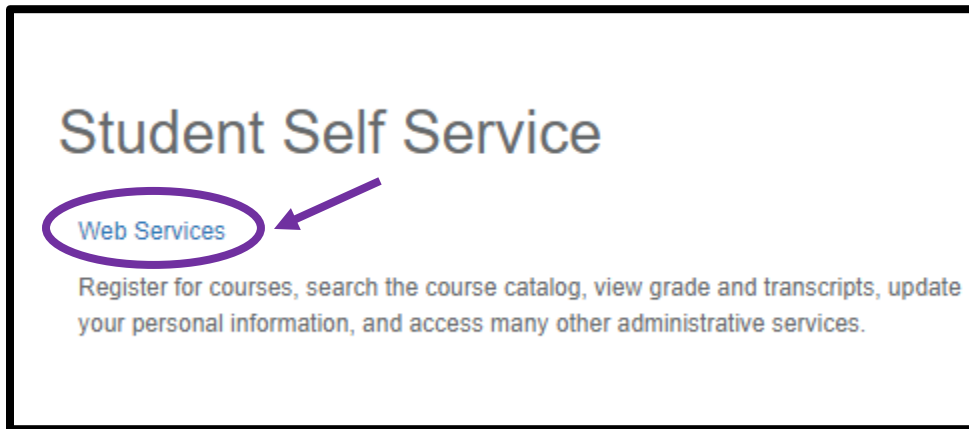 Student Self Service
Web Services
Register for courses, search the course catalog, view grade and transcripts, update
your personal information, and access many other administrative services.